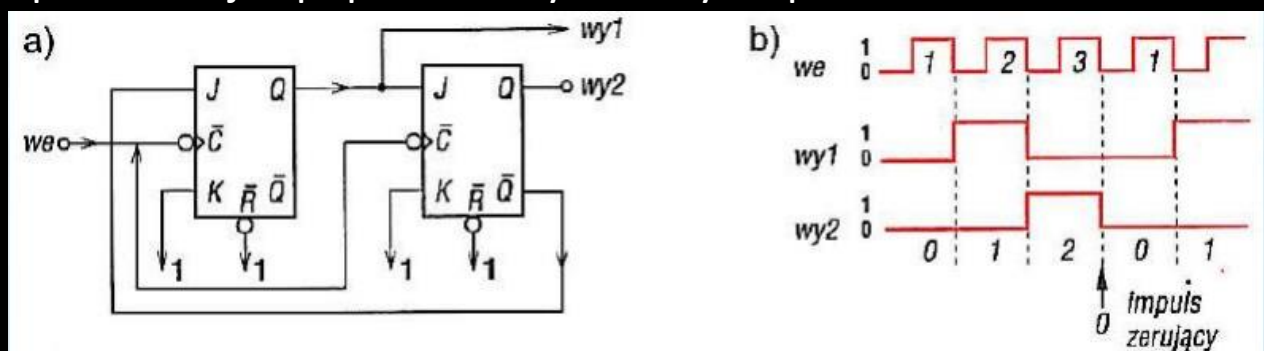 a)
wy1
J Q J Q wy2
we C̄ C̄
K R̄ Q̄ K R̄ Q̄
1 1 1 1
b)
we 1 0 1 2 3 1
wy1 1 0
wy2 1 0
0 1 2 0 1
0 impuls
zerujący